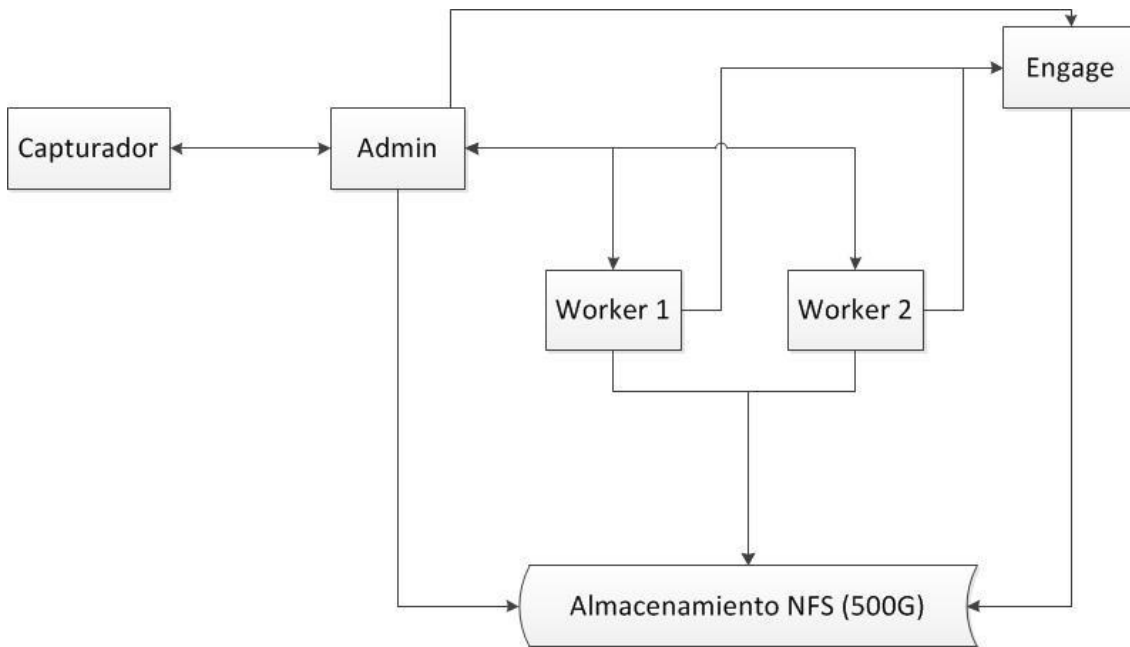 Engage
Capturador
Admin
Worker 1
Worker 2
Almacenamiento NFS (500G)